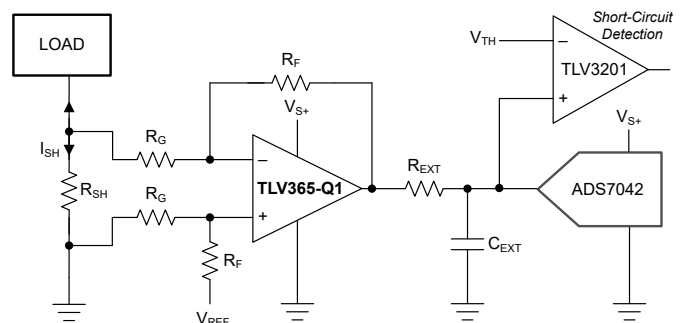 Short-Circuit
Detection
LOAD
V_TH
−
+
TLV3201
R_F
V_S+
V_S+
I_SH
R_G
R_EXT
−
TLV365-Q1
+
ADS7042
R_SH
R_G
C_EXT
R_F
V_REF